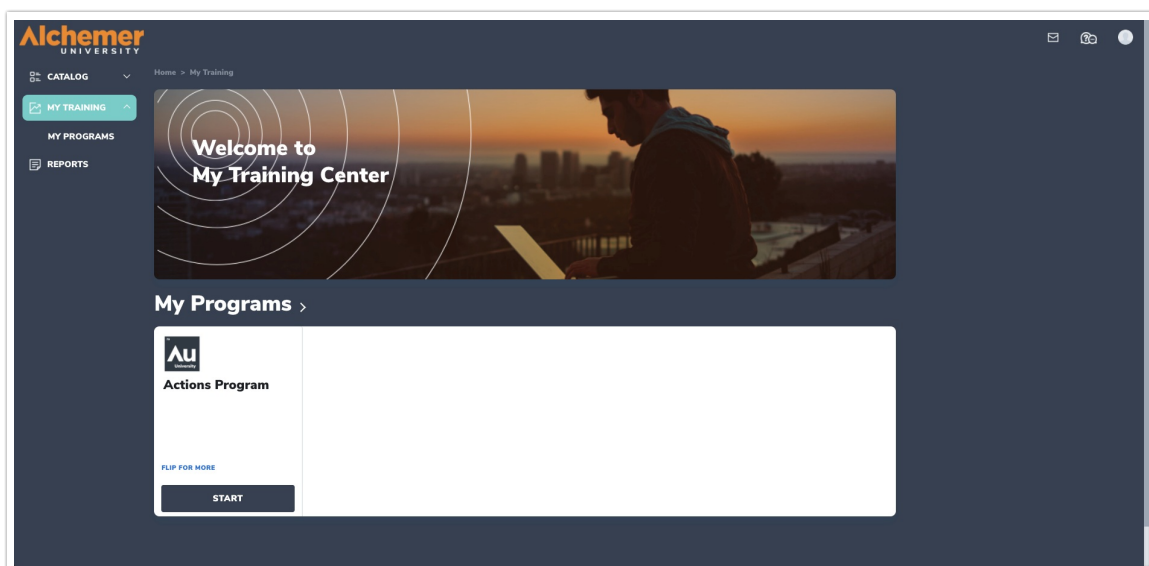 Alchemer
UNIVERSITY
CATALOG
MY TRAINING
MY PROGRAMS
REPORTS
Home > My Training
Welcome to
My Training Center
My Programs >
Au
University
Actions Program
FLIP FOR MORE
START